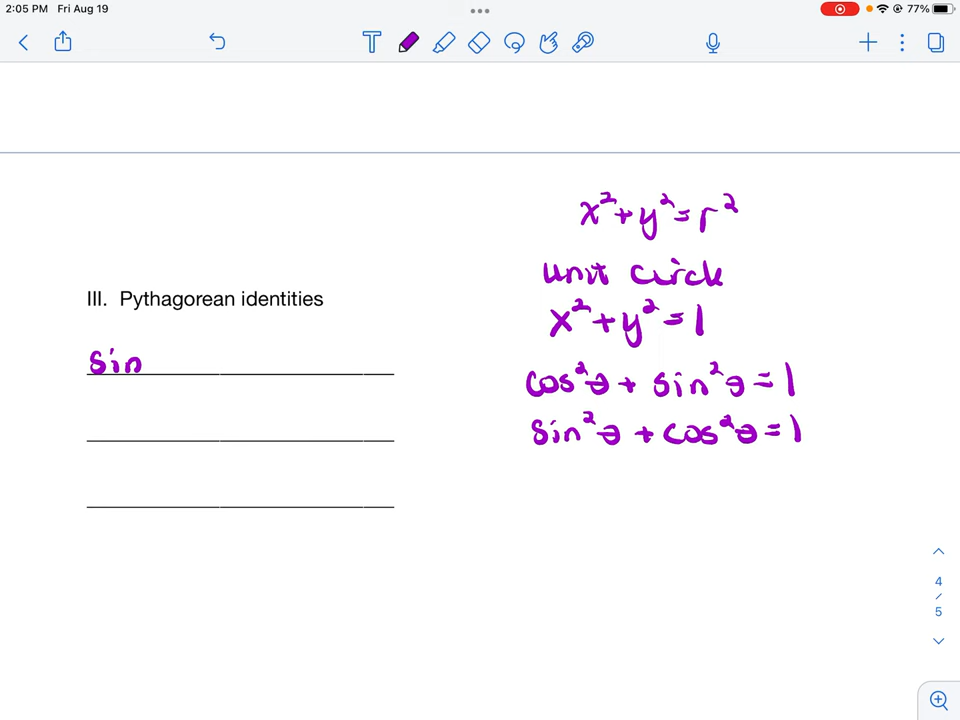 2:05 PM Fri Aug 19
77%
T
x² + y² = r²
unit circle
III. Pythagorean identities
x² + y² = 1
sin
cos²θ + sin²θ = 1
sin²θ + cos²θ = 1
4
/
5